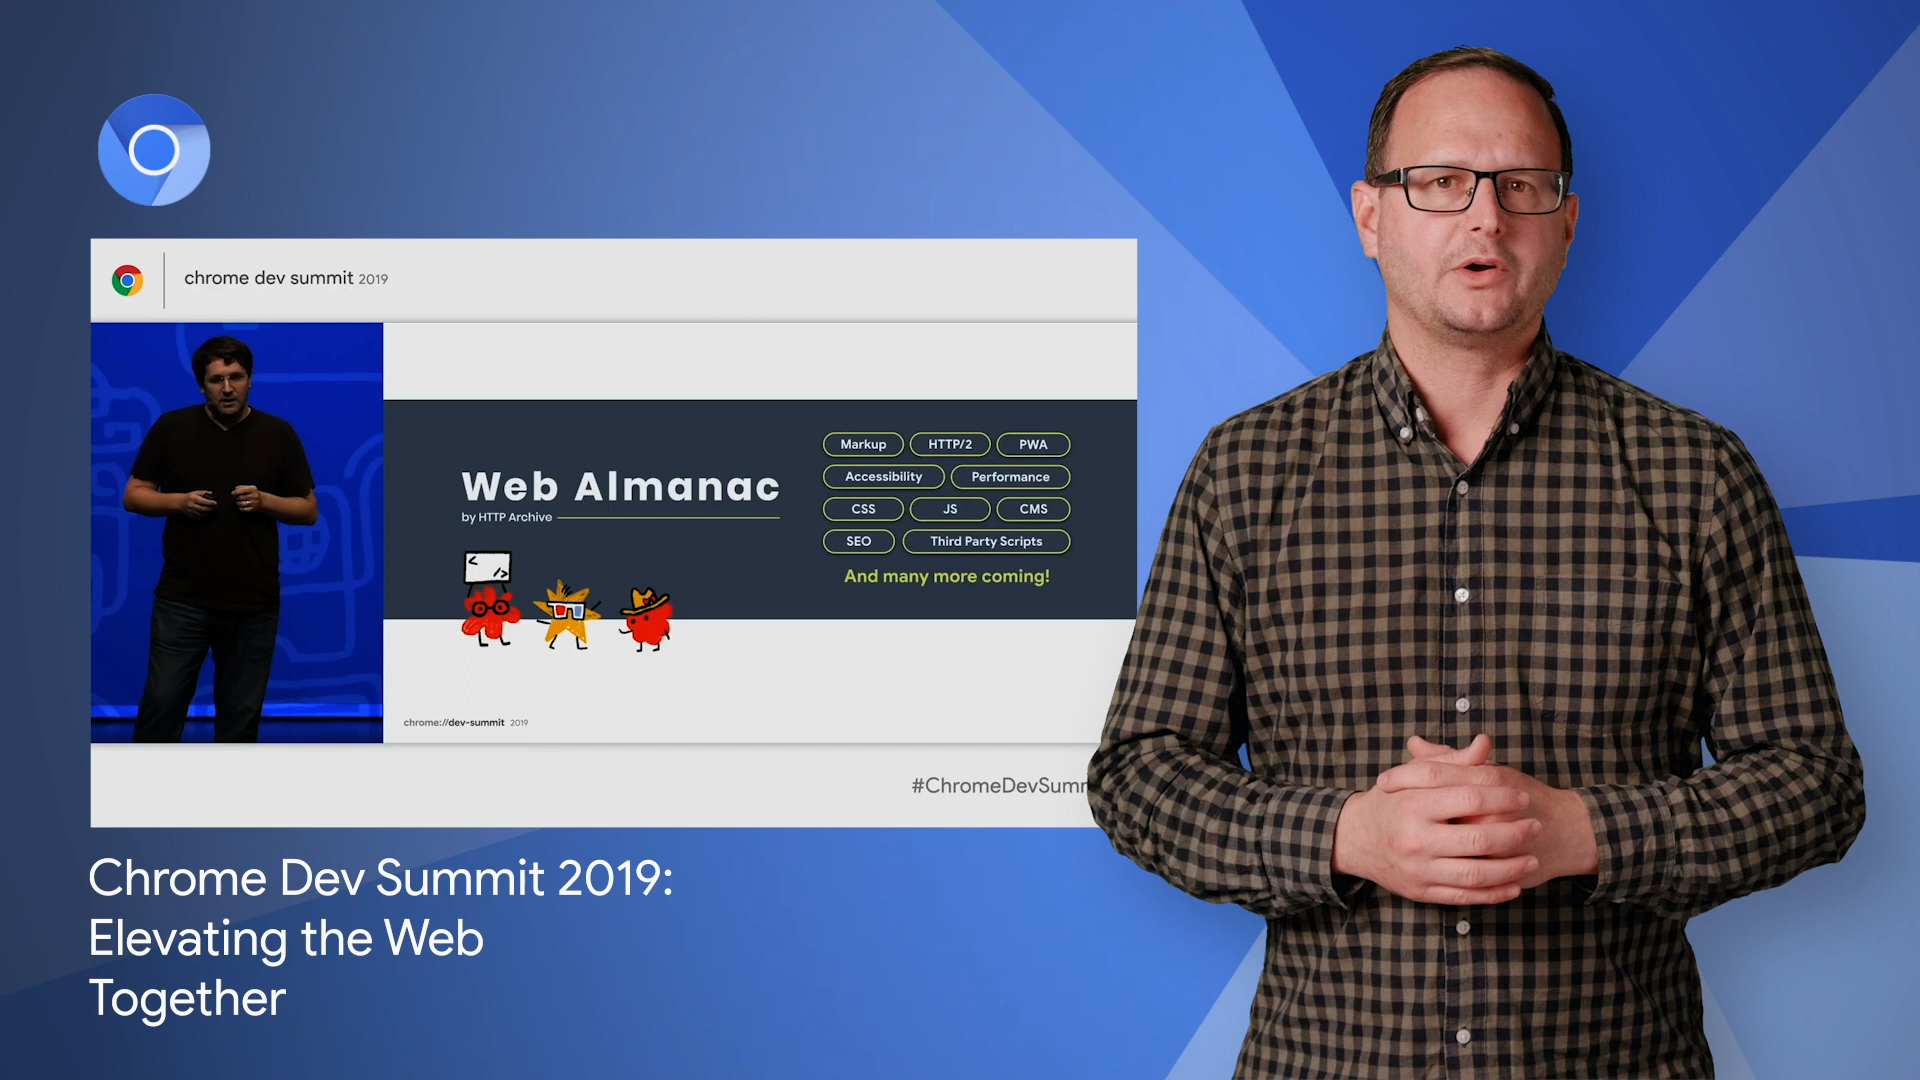 chrome dev summit 2019
Web Almanac
by HTTP Archive
Markup HTTP/2 PWA
Accessibility Performance
CSS JS CMS
SEO Third Party Scripts
And many more coming!
< />
chrome://dev-summit 2019
#ChromeDevSumm
Chrome Dev Summit 2019:
Elevating the Web
Together